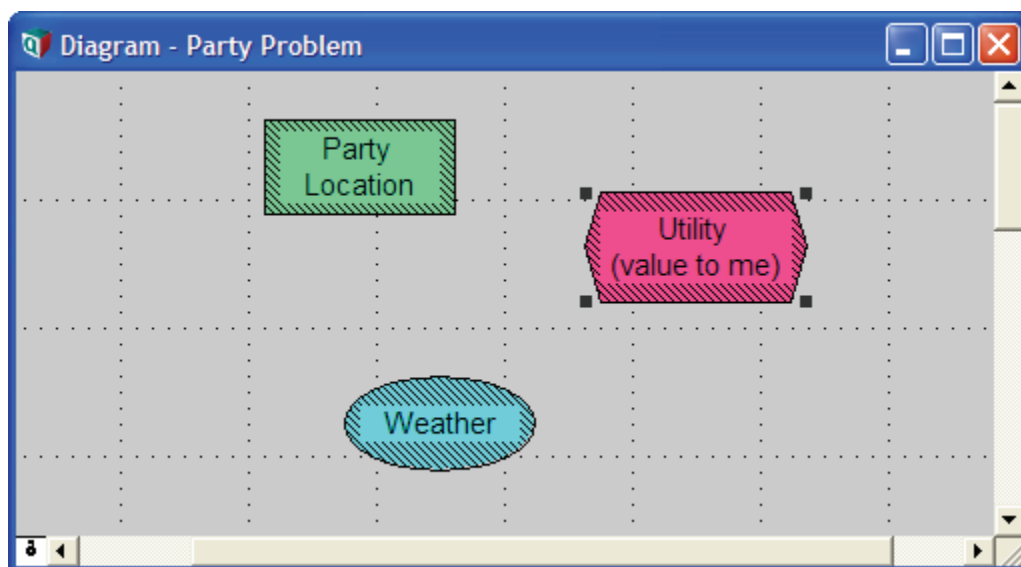 Diagram - Party Problem
Party
Location
Utility
(value to me)
Weather